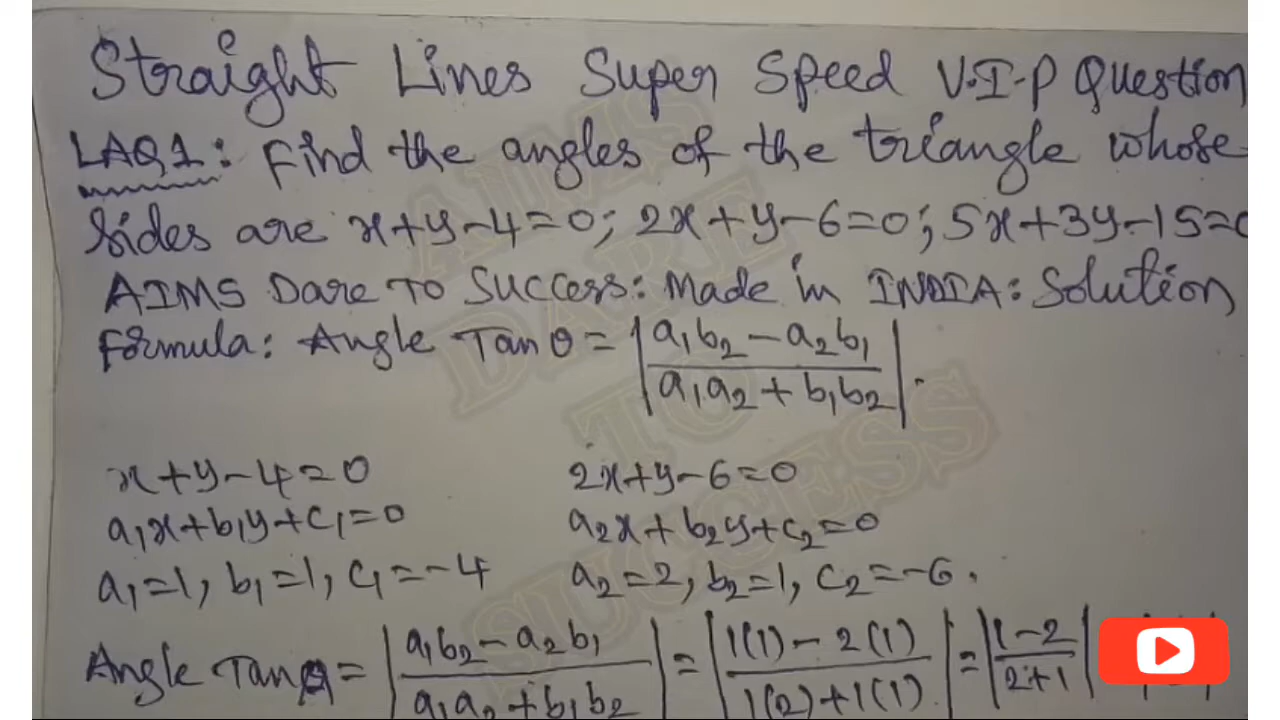 Straight Lines Super Speed V.I-P Question
LAQ1: Find the angles of the triangle whose
sides are x+y-4=0; 2x+y-6=0; 5x+3y-15=0
AIMS Dare To Success: Made in INDIA: Solution
Formula: Angle Tan θ = |a₁b₂-a₂b₁ / a₁a₂+b₁b₂|.
x+y-4=0 2x+y-6=0
a₁x+b₁y+c₁=0 a₂x+b₂y+c₂=0
a₁=1, b₁=1, c₁=-4 a₂=2, b₂=1, c₂=-6.
Angle Tan θ = |a₁b₂-a₂b₁ / a₁a₂+b₁b₂| = |1(1)-2(1) / 1(2)+1(1)| = |1-2 / 2+1|
AIMS
DARE
TO
SUCCESS